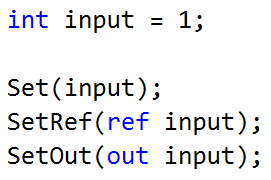 int input = 1;
Set(input);
SetRef(ref input);
SetOut(out input);